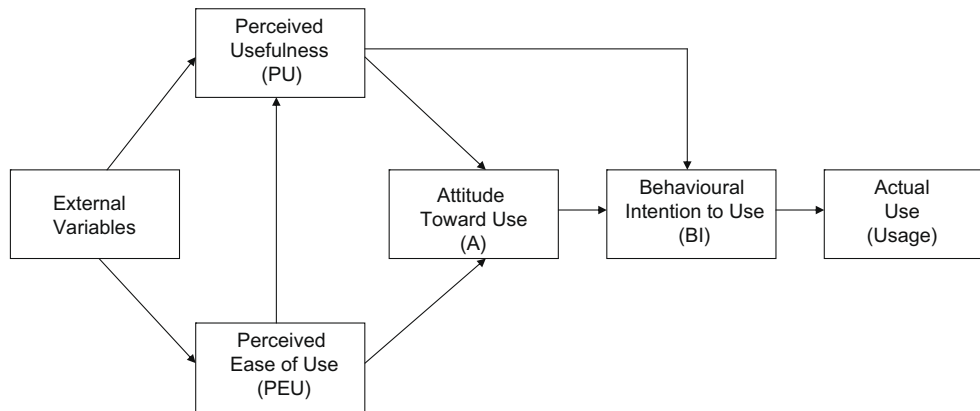 Perceived
Usefulness
(PU)
External
Variables
Attitude
Toward Use
(A)
Behavioural
Intention to Use
(BI)
Actual
Use
(Usage)
Perceived
Ease of Use
(PEU)